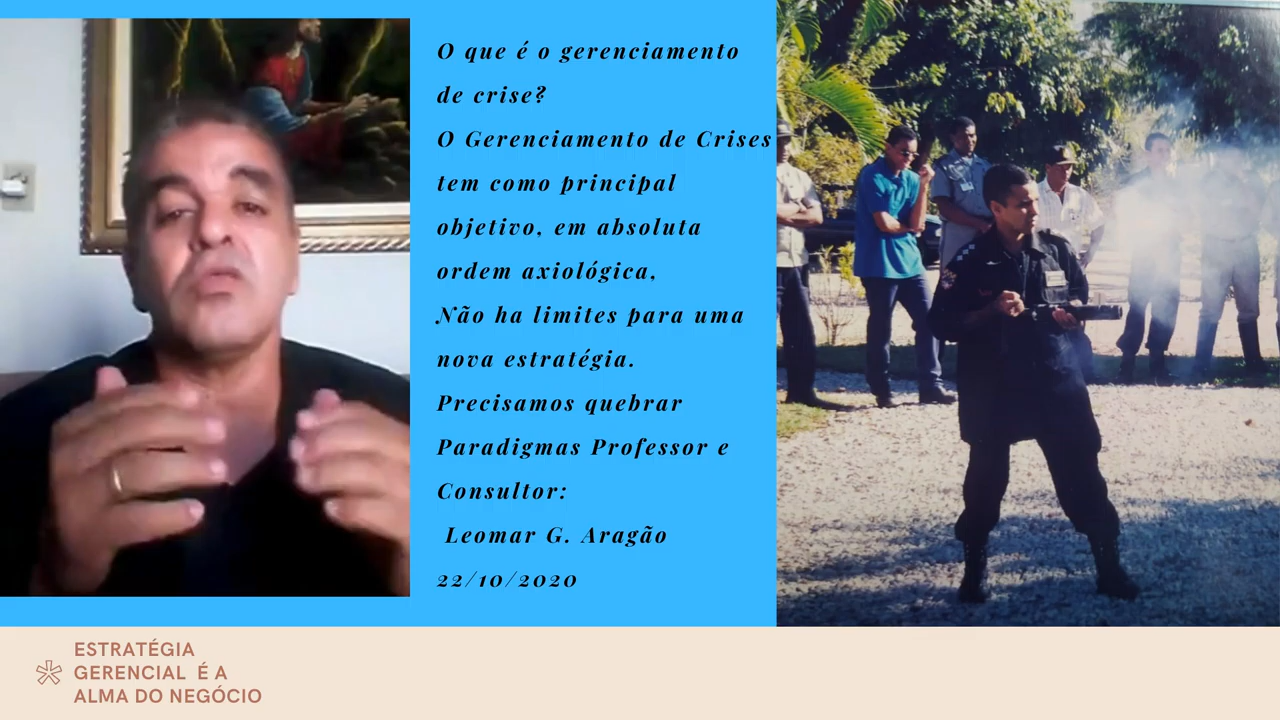 O que é o gerenciamento
de crise?
O Gerenciamento de Crises
tem como principal
objetivo, em absoluta
ordem axiológica,
Não ha limites para uma
nova estratégia.
Precisamos quebrar
Paradigmas Professor e
Consultor:
Leomar G. Aragão
22/10/2020
ESTRATÉGIA
GERENCIAL É A
ALMA DO NEGÓCIO